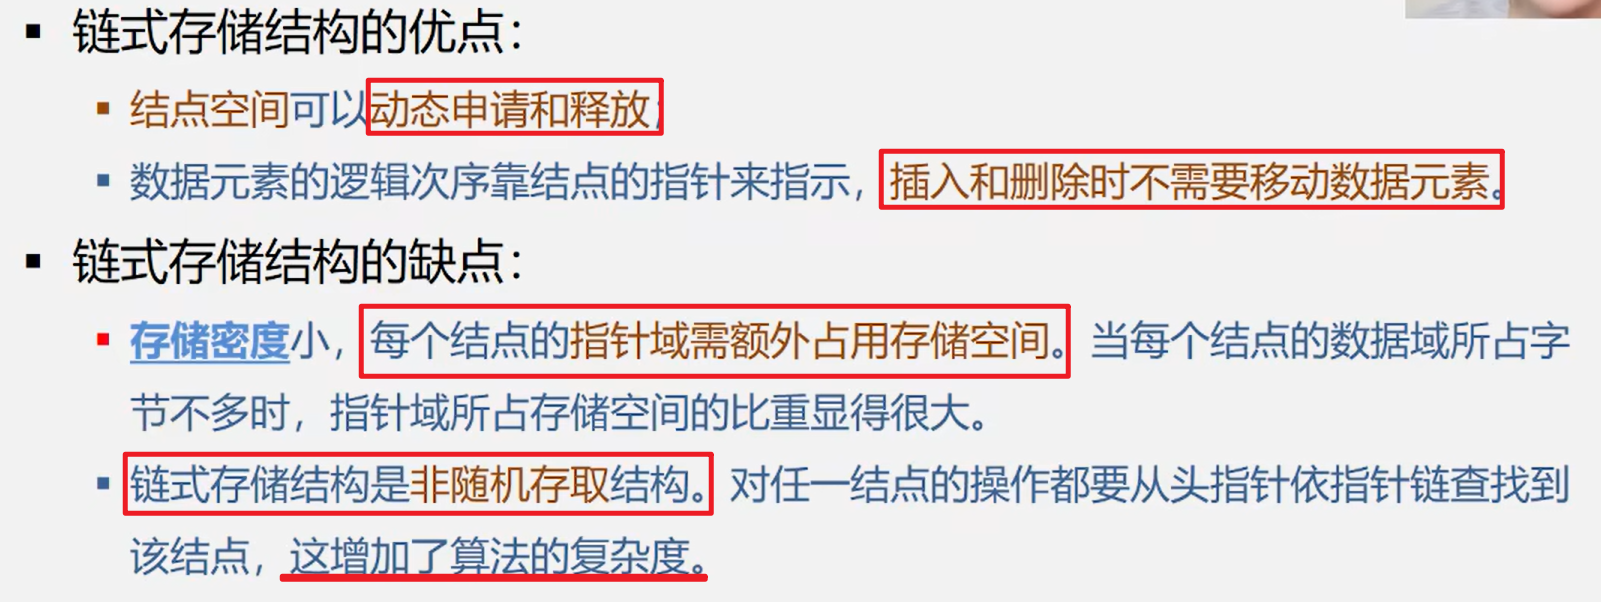 ▪ 链式存储结构的优点：
▪ 结点空间可以动态申请和释放；
▪ 数据元素的逻辑次序靠结点的指针来指示，插入和删除时不需要移动数据元素。
▪ 链式存储结构的缺点：
▪ 存储密度小，每个结点的指针域需额外占用存储空间。当每个结点的数据域所占字
节不多时，指针域所占存储空间的比重显得很大。
▪ 链式存储结构是非随机存取结构。对任一结点的操作都要从头指针依指针链查找到
该结点，这增加了算法的复杂度。